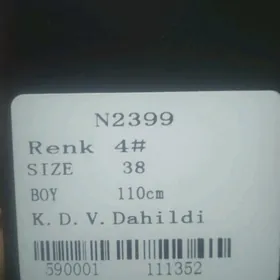 N2399
Renk 4#
SIZE 38
BOY 110cm
K. D. V. Dahildi
590001 111352